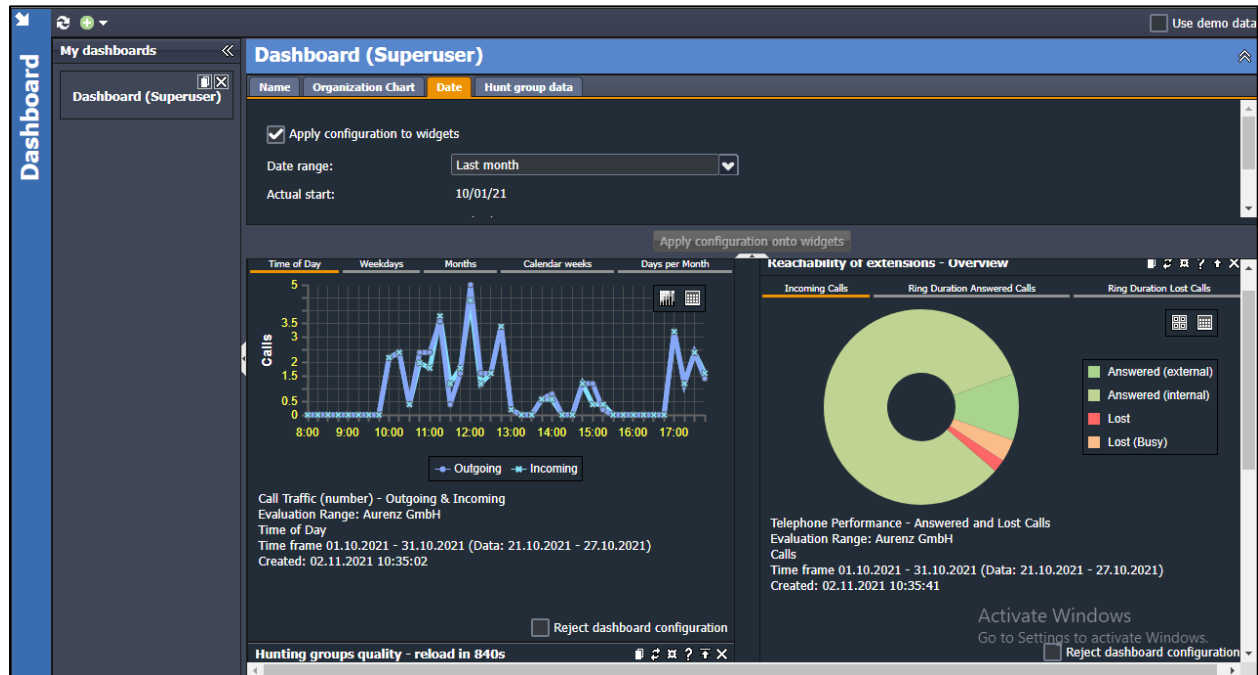 Dashboard
Use demo data
My dashboards
Dashboard (Superuser)
Dashboard (Superuser)
Name Organization Chart Date Hunt group data
Apply configuration to widgets
Date range: Last month
Actual start: 10/01/21
Apply configuration onto widgets
Time of Day Weekdays Months Calendar weeks Days per Month
Calls
5
3.5
3
2
1.5
0.5
0
8:00 9:00 10:00 11:00 12:00 13:00 14:00 15:00 16:00 17:00
Outgoing Incoming
Call Traffic (number) - Outgoing & Incoming
Evaluation Range: Aurenz GmbH
Time of Day
Time frame 01.10.2021 - 31.10.2021 (Data: 21.10.2021 - 27.10.2021)
Created: 02.11.2021 10:35:02
Reject dashboard configuration
Hunting groups quality - reload in 840s
Reachability of extensions - Overview
Incoming Calls Ring Duration Answered Calls Ring Duration Lost Calls
Answered (external)
Answered (internal)
Lost
Lost (Busy)
Telephone Performance - Answered and Lost Calls
Evaluation Range: Aurenz GmbH
Calls
Time frame 01.10.2021 - 31.10.2021 (Data: 21.10.2021 - 27.10.2021)
Created: 02.11.2021 10:35:41
Activate Windows
Go to Settings to activate Windows.
Reject dashboard configuration